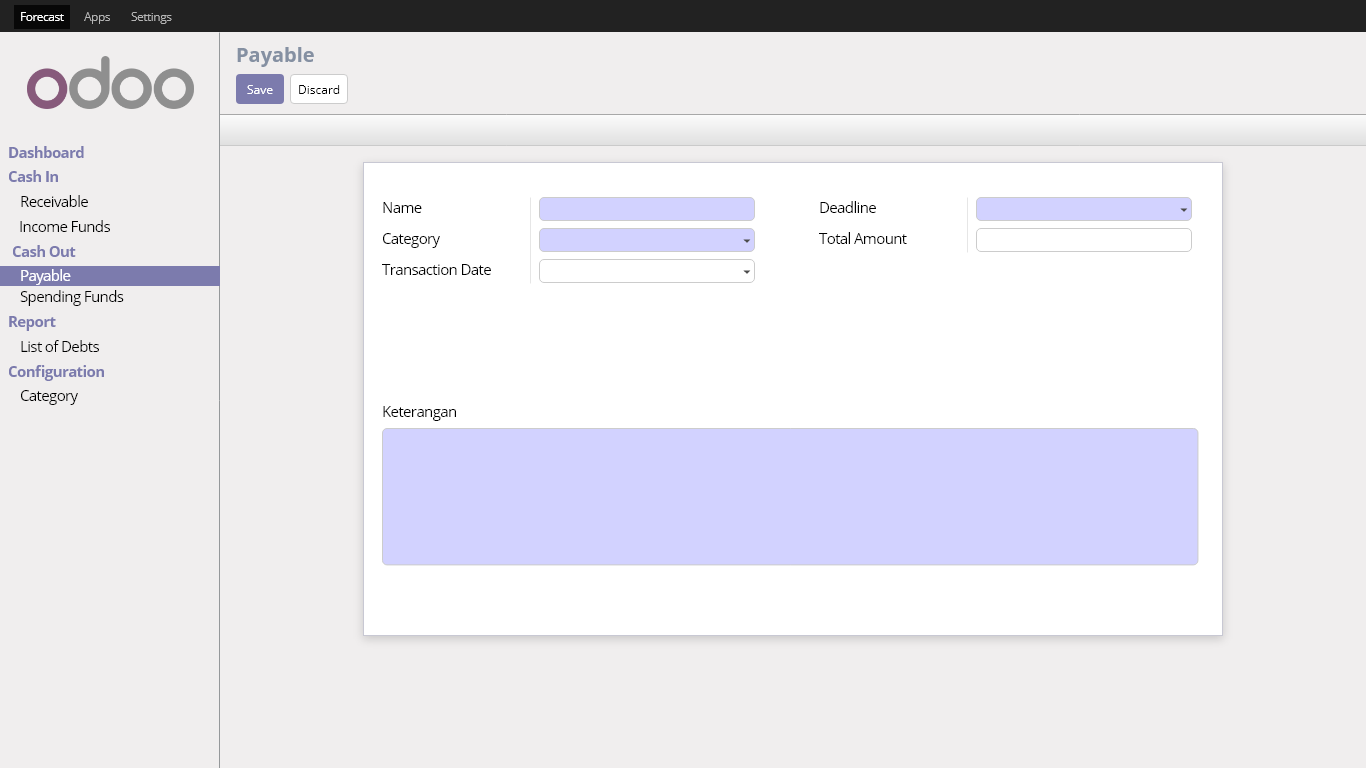 Forecast Apps Settings
odoo
Payable
Save Discard
Dashboard
Cash In
Receivable
Income Funds
Cash Out
Payable
Spending Funds
Report
List of Debts
Configuration
Category
Name
Deadline
Category
Total Amount
Transaction Date
Keterangan